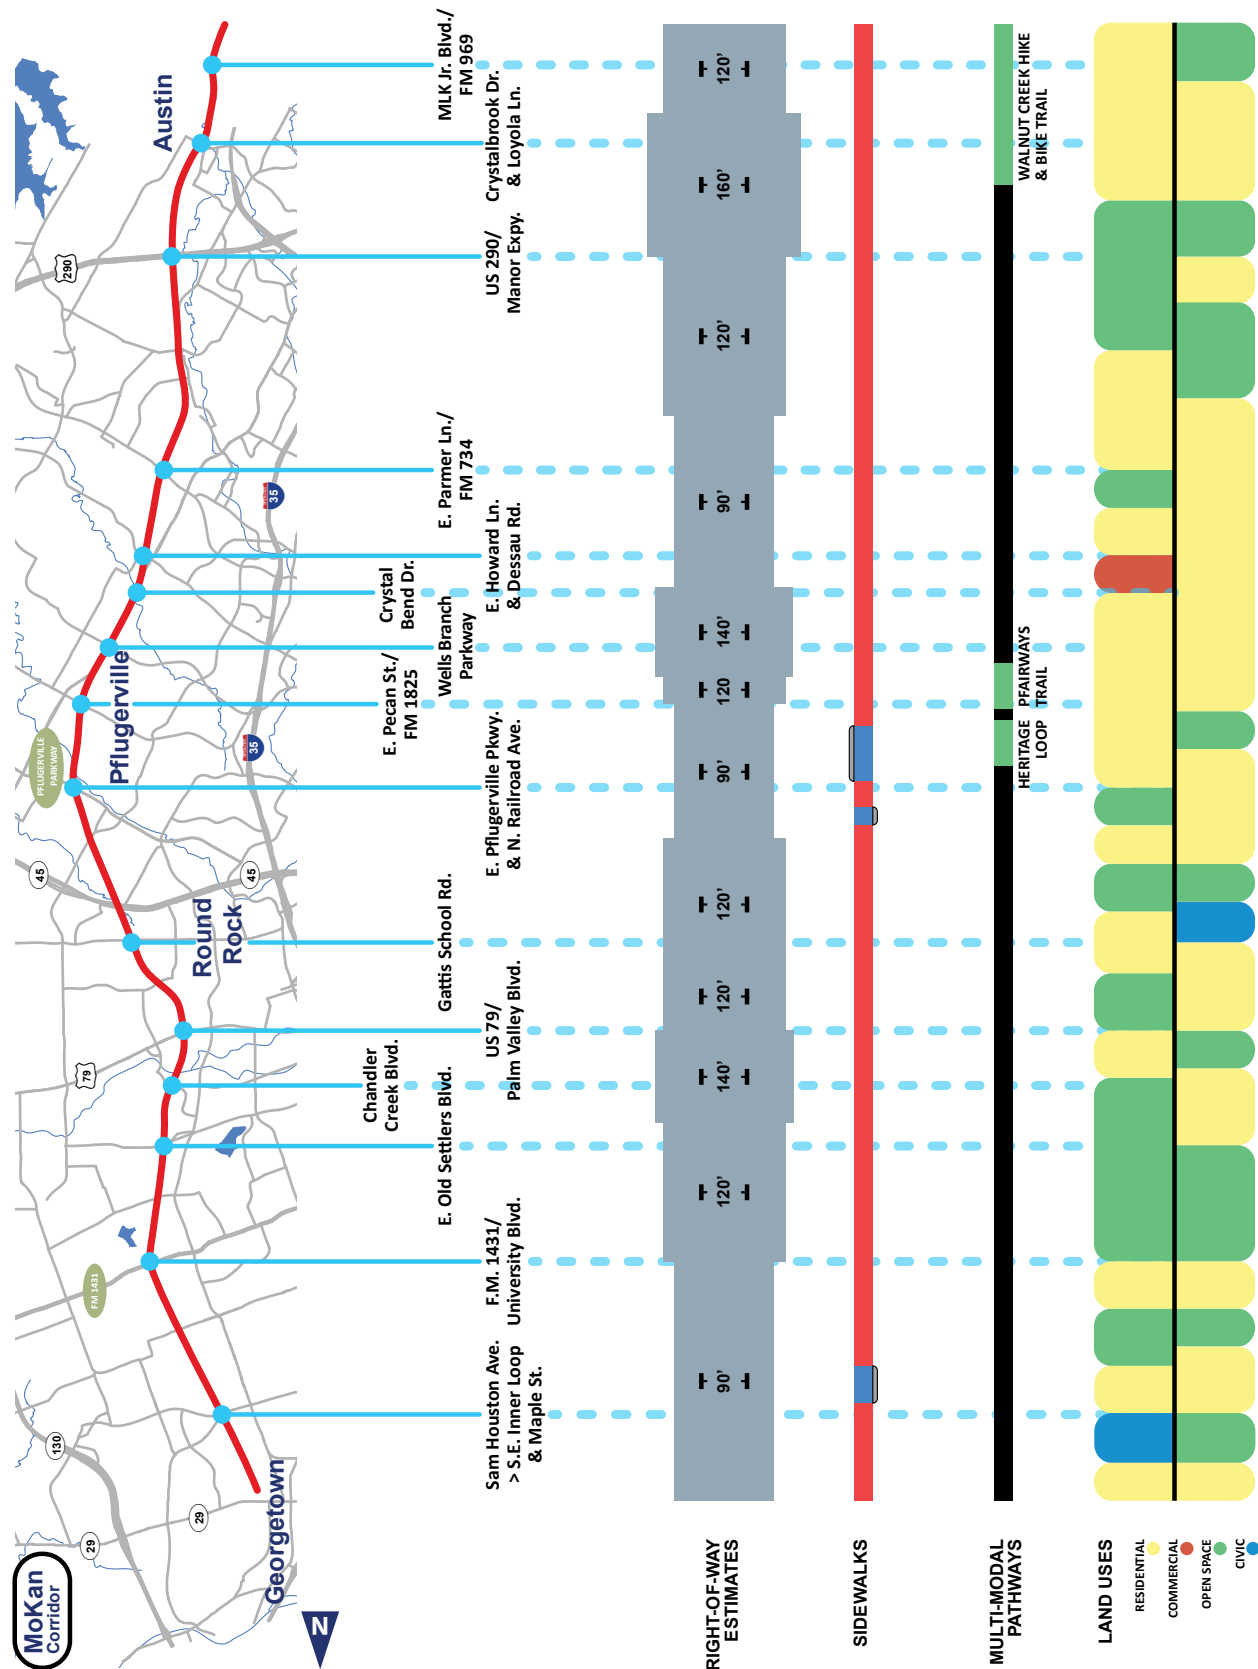 MoKan
Corridor
N
Georgetown
Round
Rock
Pflugerville
Austin
29
29
130
FM 1431
79
45
45
PFLUGERVILLE
PARKWAY
35
35
290
Sam Houston Ave.
> S.E. Inner Loop
& Maple St.
F.M. 1431/
University Blvd.
E. Old Settlers Blvd.
Chandler
Creek Blvd.
US 79/
Palm Valley Blvd.
Gattis School Rd.
E. Pflugerville Pkwy.
& N. Railroad Ave.
E. Pecan St./
FM 1825
Wells Branch
Parkway
Crystal
Bend Dr.
E. Howard Ln.
& Dessau Rd.
E. Parmer Ln./
FM 734
US 290/
Manor Expy.
Crystalbrook Dr.
& Loyola Ln.
MLK Jr. Blvd./
FM 969
RIGHT-OF-WAY
ESTIMATES
90’
120’
140’
120’
120’
90’
120
140’
90’
120’
160’
120’
SIDEWALKS
MULTI-MODAL
PATHWAYS
HERITAGE
LOOP
PFAIRWAYS
TRAIL
WALNUT CREEK HIKE
& BIKE TRAIL
LAND USES
RESIDENTIAL
COMMERCIAL
OPEN SPACE
CIVIC